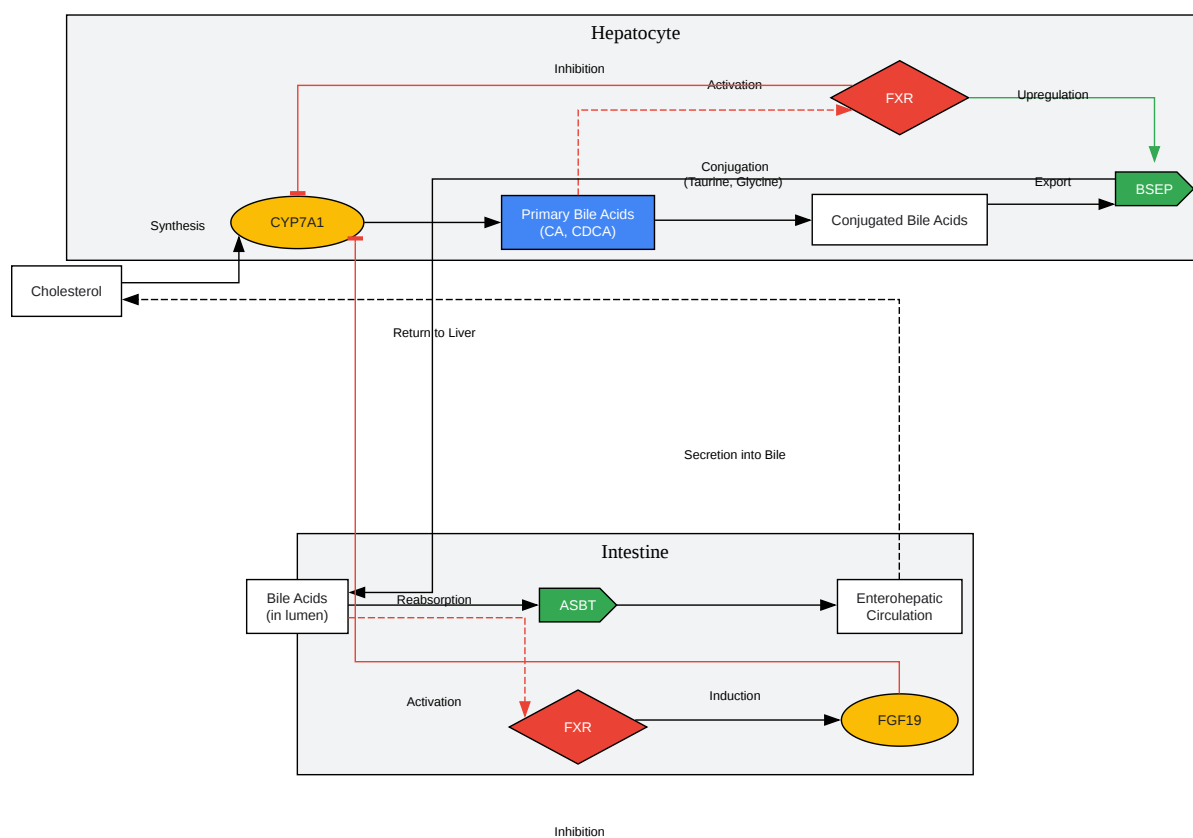 Hepatocyte
Inhibition
Activation
FXR
Upregulation
Conjugation
(Taurine, Glycine)
Export
BSEP
Synthesis
CYP7A1
Primary Bile Acids
(CA, CDCA)
Conjugated Bile Acids
Cholesterol
Return to Liver
Secretion into Bile
Intestine
Bile Acids
(in lumen)
Reabsorption
ASBT
Enterohepatic
Circulation
Activation
Induction
FXR
FGF19
Inhibition